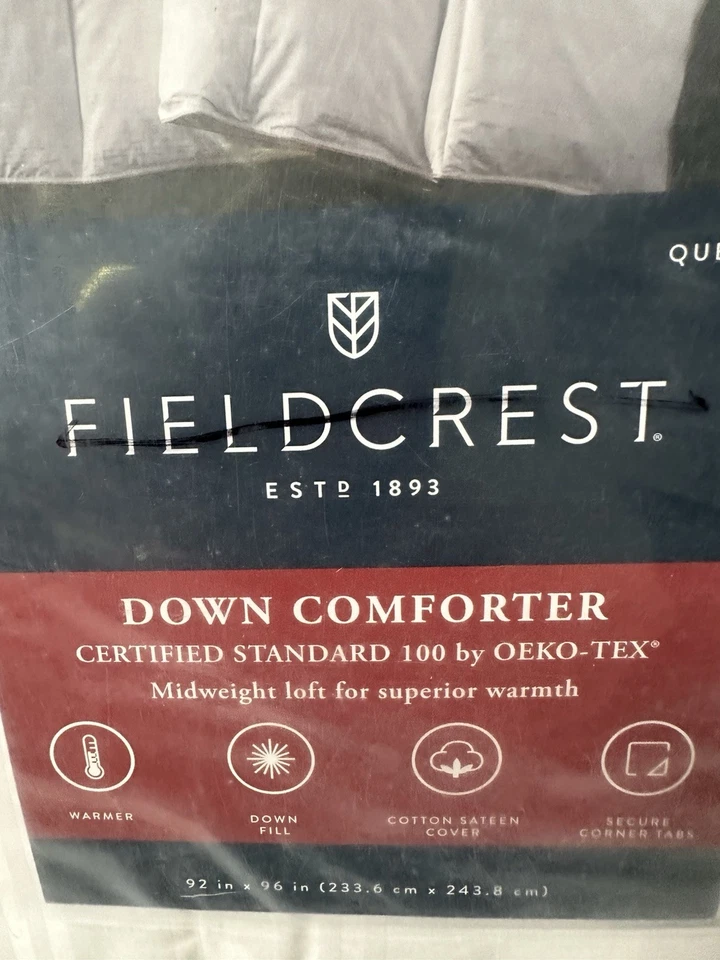 FIELDCREST®
ESTD 1893
DOWN COMFORTER
CERTIFIED STANDARD 100 by OEKO-TEX®
Midweight loft for superior warmth
WARMER
DOWN
FILL
COTTON SATEEN
COVER
SECURE
CORNER TABS
92 in x 96 in (233.6 cm x 243.8 cm)